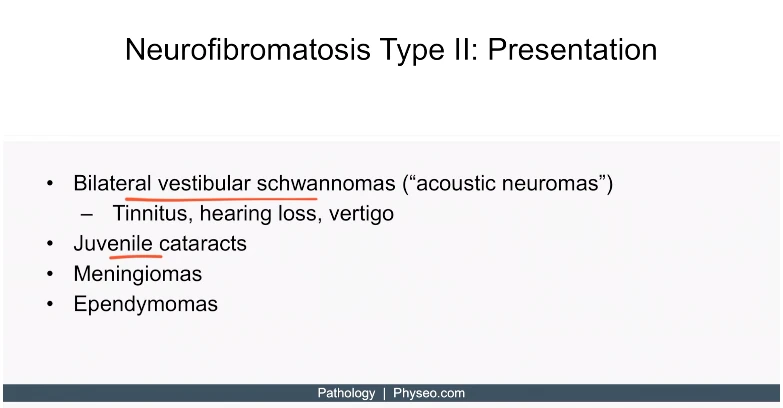 Neurofibromatosis Type II: Presentation
• Bilateral vestibular schwannomas (“acoustic neuromas”)
– Tinnitus, hearing loss, vertigo
• Juvenile cataracts
• Meningiomas
• Ependymomas
Pathology | Physeo.com